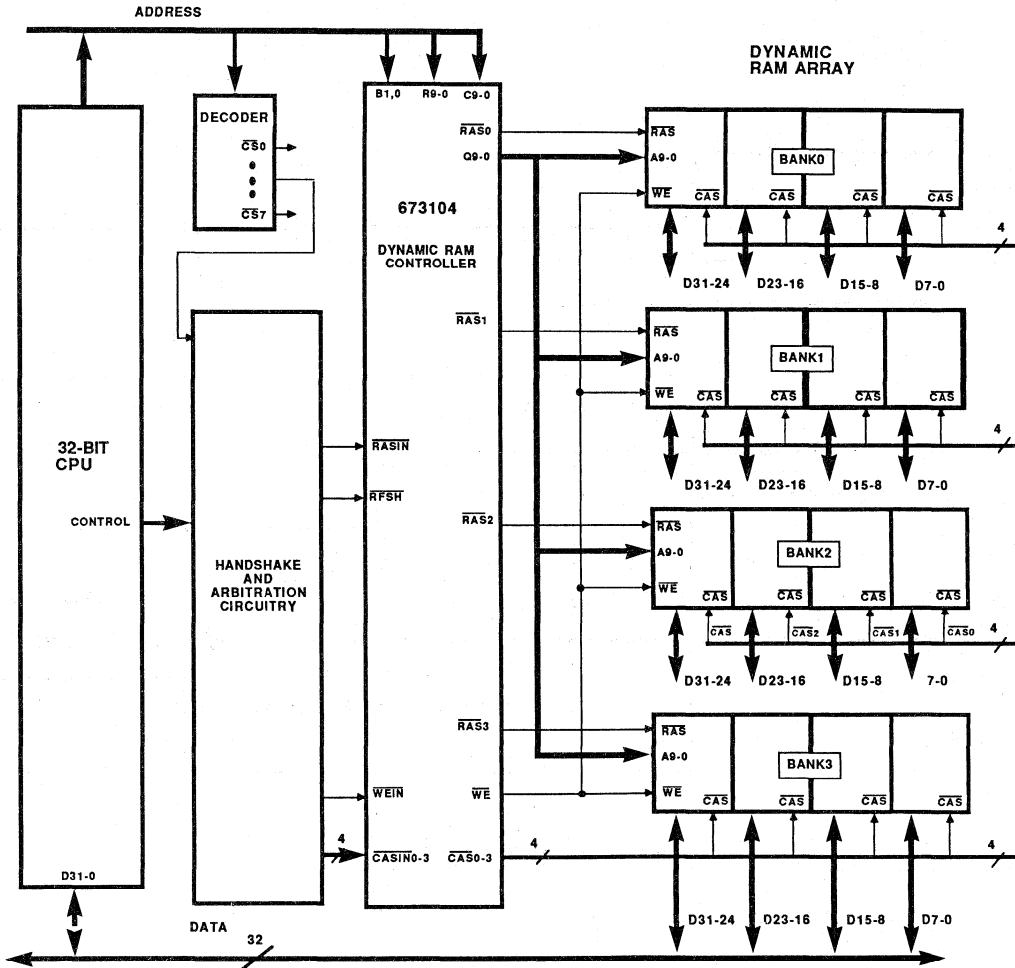 ADDRESS
DYNAMIC
RAM ARRAY
B1,0 R9-0 C9-0
DECODER
CS0
CS7
RAS0
Q9-0
673104
DYNAMIC RAM
CONTROLLER
RAS
A9-0
BANK0
WE
CAS CAS CAS CAS
4
D31-24 D23-16 D15-8 D7-0
RAS1
RAS
A9-0
BANK1
WE
CAS CAS CAS CAS
4
D31-24 D23-16 D15-8 D7-0
32-BIT
CPU
CONTROL
RASIN
RFSH
HANDSHAKE
AND
ARBITRATION
CIRCUITRY
RAS2
RAS
A9-0
BANK2
WE
CAS CAS CAS CAS
CAS CAS2 CAS1 CAS0
4
D31-24 D23-16 D15-8 7-0
RAS3
RAS
A9-0
BANK3
WEIN
WE
WE
CAS CAS CAS CAS
4
CASIN0-3
CAS0-3
4
4
D31-0
D31-24 D23-16 D15-8 D7-0
DATA
32